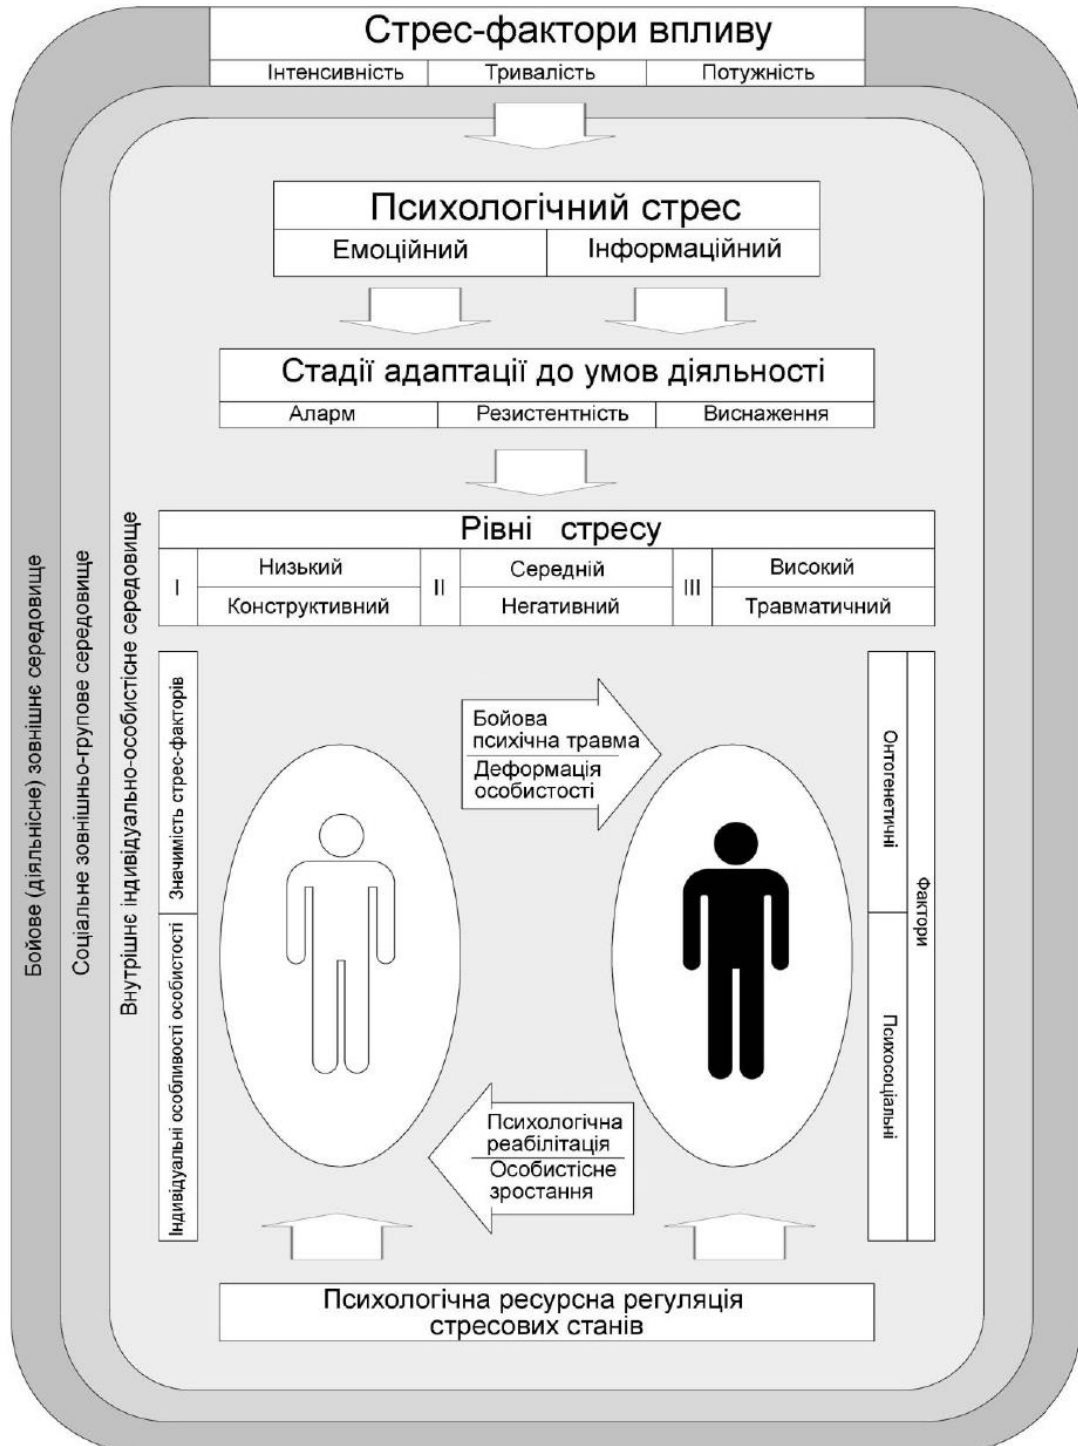 Стрес-фактори впливу
Інтенсивність Тривалість Потужність
Психологічний стрес
Емоційний Інформаційний
Стадії адаптації до умов діяльності
Аларм Резистентність Виснаження
Рівні стресу
I Низький II Середній III Високий
Конструктивний Негативний Травматичний
Бойове (діяльнісне) зовнішнє середовище
Соціальне зовнішньо-групове середовище
Внутрішнє індивідуально-особистісне середовище
Значимість стрес-факторів
Індивідуальні особливості особистості
Бойова
психічна травма
Деформація
особистості
Онтогенетичні
Психосоціальні
Фактори
Психологічна
реабілітація
Особистісне
зростання
Психологічна ресурсна регуляція
стресових станів